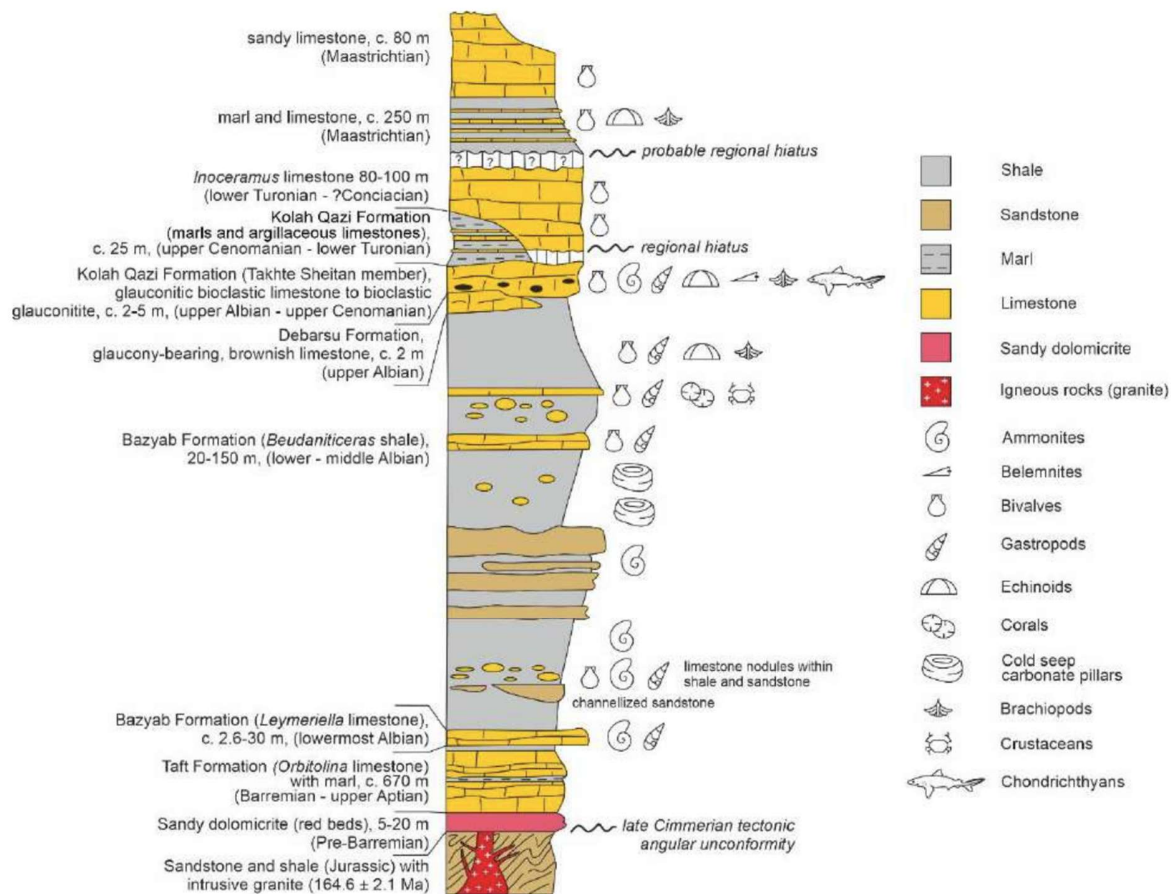 sandy limestone, c. 80 m
(Maastrichtian)
marl and limestone, c. 250 m
(Maastrichtian)
? ? ? ?
probable regional hiatus
Inoceramus limestone 80-100 m
(lower Turonian - ?Conciacian)
Kolah Qazi Formation
(marls and argillaceous limestones),
c. 25 m, (upper Cenomanian - lower Turonian)
regional hiatus
Kolah Qazi Formation (Takhte Sheitan member),
glauconitic bioclastic limestone to bioclastic
glauconitite, c. 2-5 m, (upper Albian - upper Cenomanian)
Debarsu Formation,
glaucony-bearing, brownish limestone, c. 2 m
(upper Albian)
Bazyab Formation (Beudaniticeras shale),
20-150 m, (lower - middle Albian)
limestone nodules within
shale and sandstone
channellized sandstone
Bazyab Formation (Leymeriella limestone),
c. 2.6-30 m, (lowermost Albian)
Taft Formation (Orbitolina limestone)
with marl, c. 670 m
(Barremian - upper Aptian)
Sandy dolomicrite (red beds), 5-20 m
(Pre-Barremian)
late Cimmerian tectonic
angular unconformity
Sandstone and shale (Jurassic) with
intrusive granite (164.6 ± 2.1 Ma)
Shale
Sandstone
Marl
Limestone
Sandy dolomicrite
Igneous rocks (granite)
Ammonites
Belemnites
Bivalves
Gastropods
Echinoids
Corals
Cold seep
carbonate pillars
Brachiopods
Crustaceans
Chondrichthyans